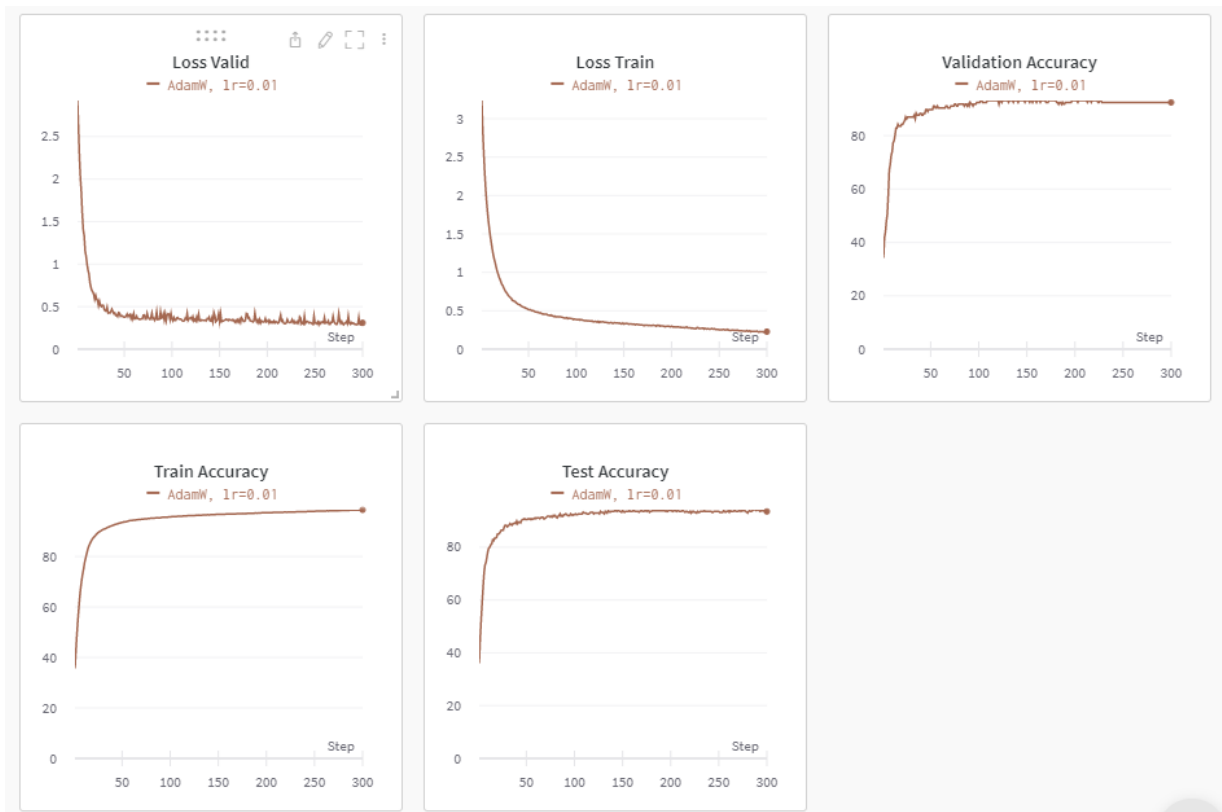 Loss Valid
AdamW, lr=0.01
2.5
2
1.5
1
0.5
0
Step
50 100 150 200 250 300
Loss Train
AdamW, lr=0.01
3
2.5
2
1.5
1
0.5
0
Step
50 100 150 200 250 300
Validation Accuracy
AdamW, lr=0.01
80
60
40
20
0
Step
50 100 150 200 250 300
Train Accuracy
AdamW, lr=0.01
80
60
40
20
0
Step
50 100 150 200 250 300
Test Accuracy
AdamW, lr=0.01
80
60
40
20
0
Step
50 100 150 200 250 300